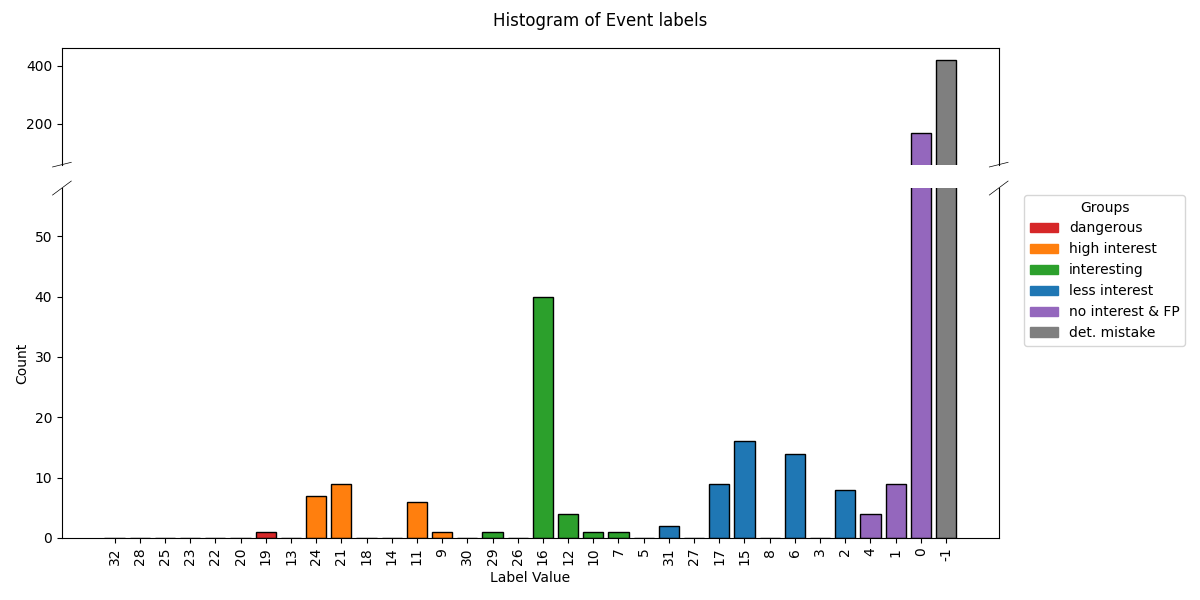 Histogram of Event labels
400
200
50
40
30
20
10
0
Count
32 28 25 23 22 20 19 13 24 21 18 14 11 9 30 29 26 16 12 10 7 5 31 27 17 15 8 6 3 2 4 1 0 -1
Label Value
Groups
dangerous
high interest
interesting
less interest
no interest & FP
det. mistake